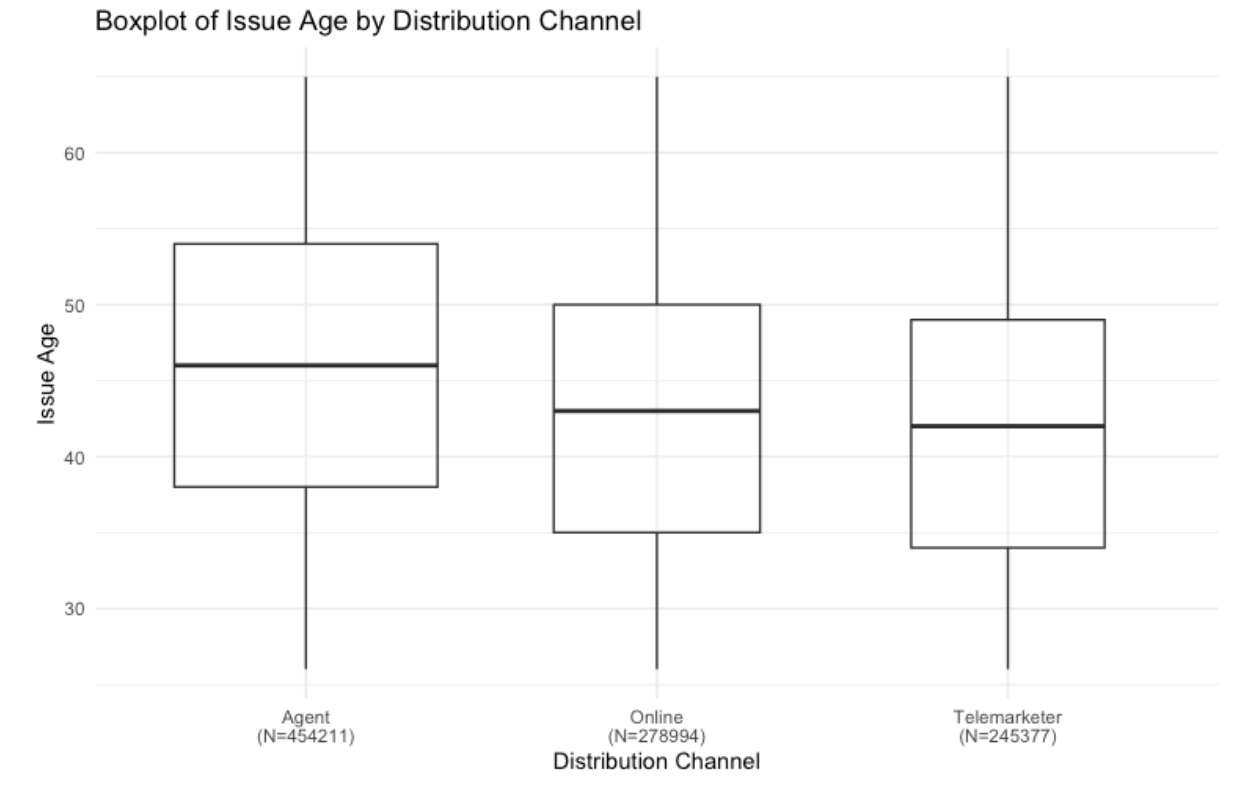 Boxplot of Issue Age by Distribution Channel
Issue Age
60
50
40
30
Agent
(N=454211)
Online
(N=278994)
Telemarketer
(N=245377)
Distribution Channel